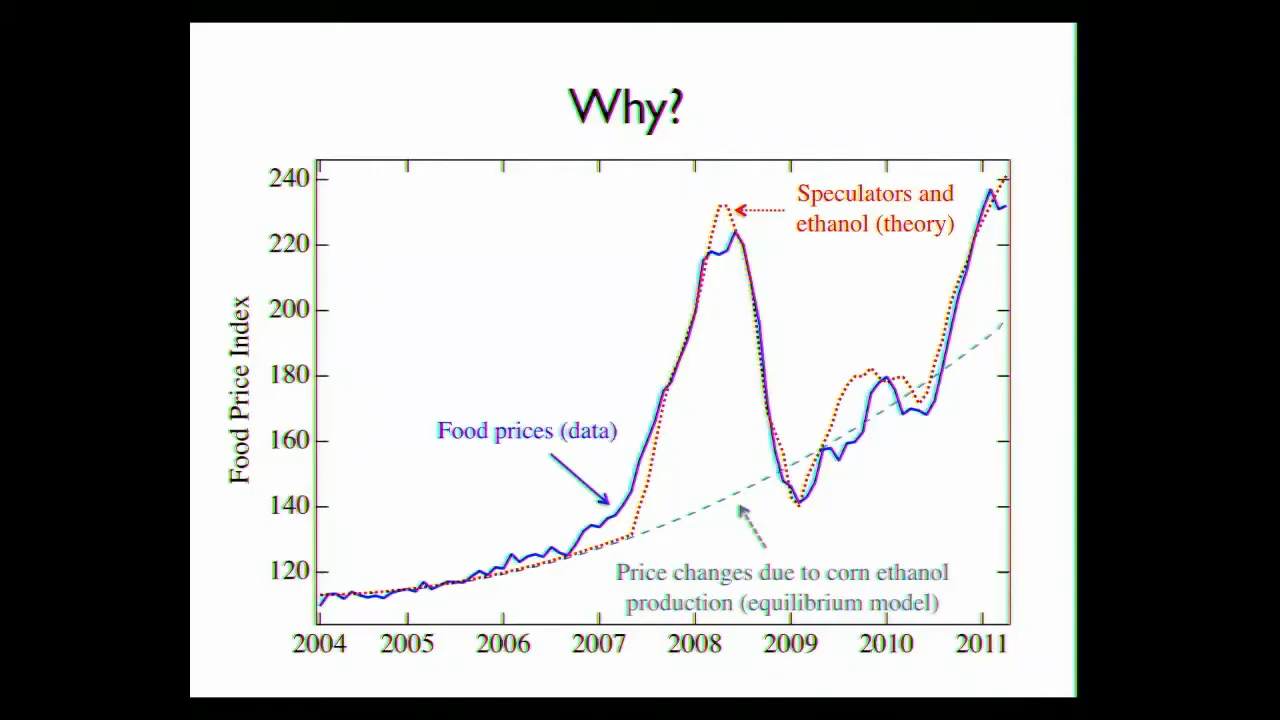 Why?
240
220
200
180
160
140
120
Food Price Index
Speculators and
ethanol (theory)
Food prices (data)
Price changes due to corn ethanol
production (equilibrium model)
2004 2005 2006 2007 2008 2009 2010 2011